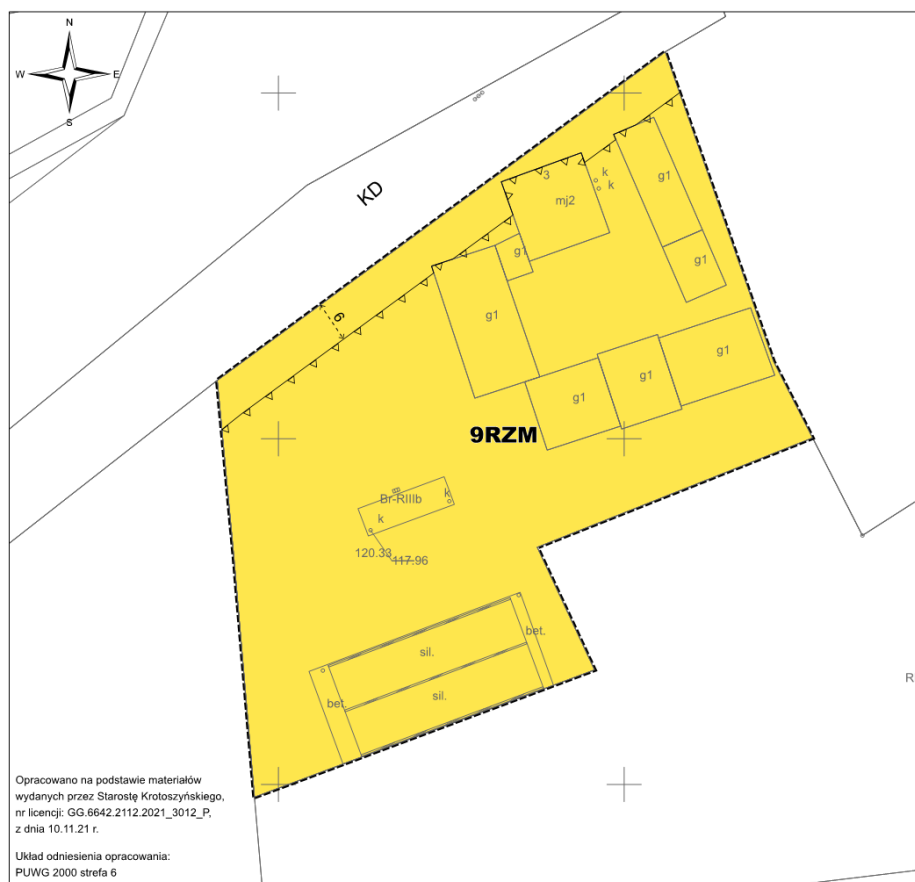 N
W E
S
KD
3
mj2
k
k
g1
g1
g1
g1
6
g1
g1
g1
9RZM
Br-RIIIb
k
k
120.33
117.96
bet.
sil.
sil.
bet.
R
Opracowano na podstawie materiałów
wydanych przez Starostę Krotoszyńskiego,
nr licencji: GG.6642.2112.2021_3012_P,
z dnia 10.11.21 r.
Układ odniesienia opracowania:
PUWG 2000 strefa 6